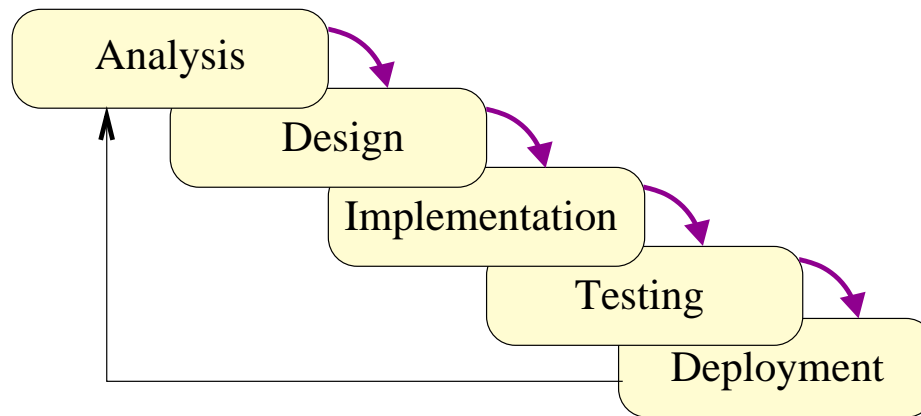 Analysis
Design
Implementation
Testing
Deployment